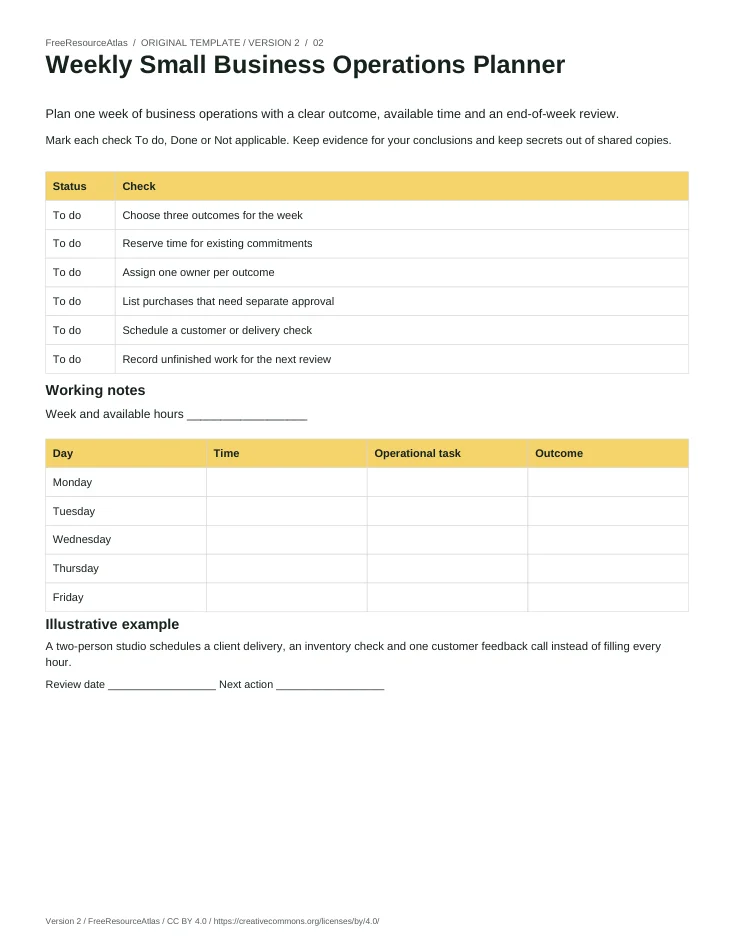 FreeResourceAtlas / ORIGINAL TEMPLATE / VERSION 2 / 02
Weekly Small Business Operations Planner
Plan one week of business operations with a clear outcome, available time and an end-of-week review.
Mark each check To do, Done or Not applicable. Keep evidence for your conclusions and keep secrets out of shared copies.
Status Check
To do Choose three outcomes for the week
To do Reserve time for existing commitments
To do Assign one owner per outcome
To do List purchases that need separate approval
To do Schedule a customer or delivery check
To do Record unfinished work for the next review
Working notes
Week and available hours __________________
Day Time Operational task Outcome
Monday
Tuesday
Wednesday
Thursday
Friday
Illustrative example
A two-person studio schedules a client delivery, an inventory check and one customer feedback call instead of filling every
hour.
Review date __________________ Next action __________________
Version 2 / FreeResourceAtlas / CC BY 4.0 / https://creativecommons.org/licenses/by/4.0/